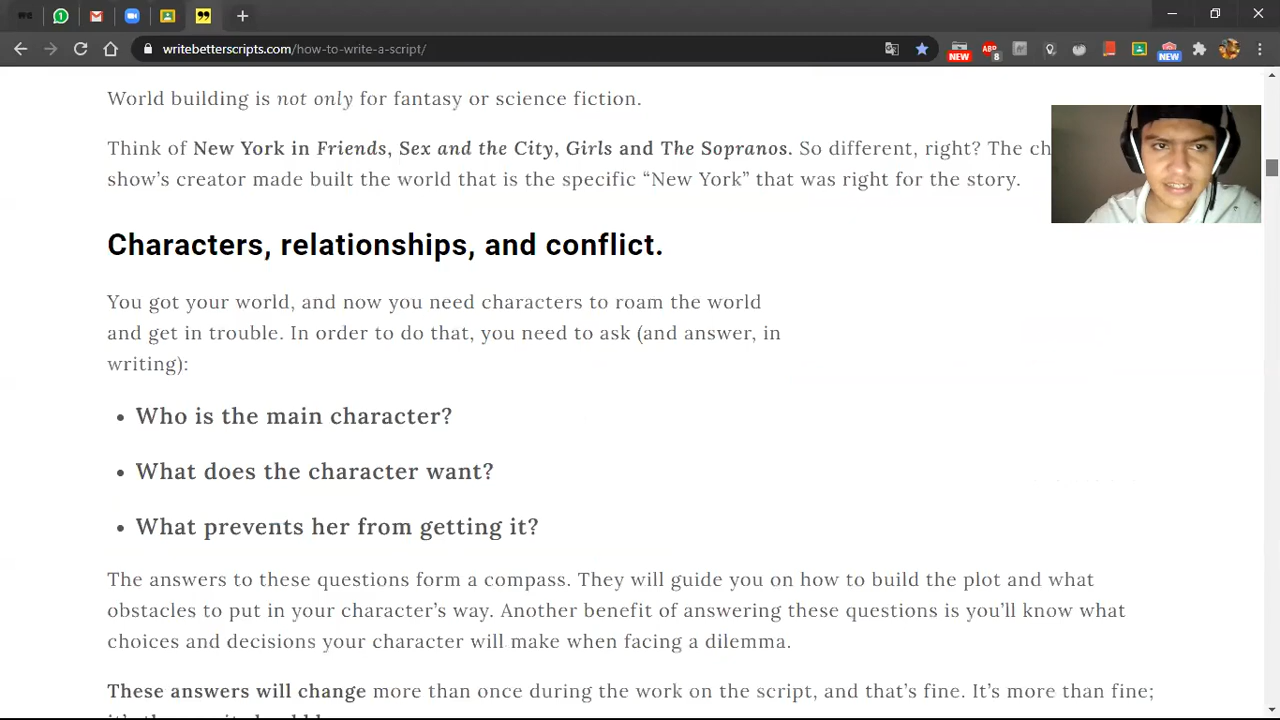 writebetterscripts.com/how-to-write-a-script/
World building is not only for fantasy or science fiction.
Think of New York in Friends, Sex and the City, Girls and The Sopranos. So different, right? The ch
show's creator made built the world that is the specific “New York” that was right for the story.
Characters, relationships, and conflict.
You got your world, and now you need characters to roam the world
and get in trouble. In order to do that, you need to ask (and answer, in
writing):
• Who is the main character?
• What does the character want?
• What prevents her from getting it?
The answers to these questions form a compass. They will guide you on how to build the plot and what
obstacles to put in your character’s way. Another benefit of answering these questions is you’ll know what
choices and decisions your character will make when facing a dilemma.
These answers will change more than once during the work on the script, and that’s fine. It’s more than fine;
NEW
ABP
8
NEW